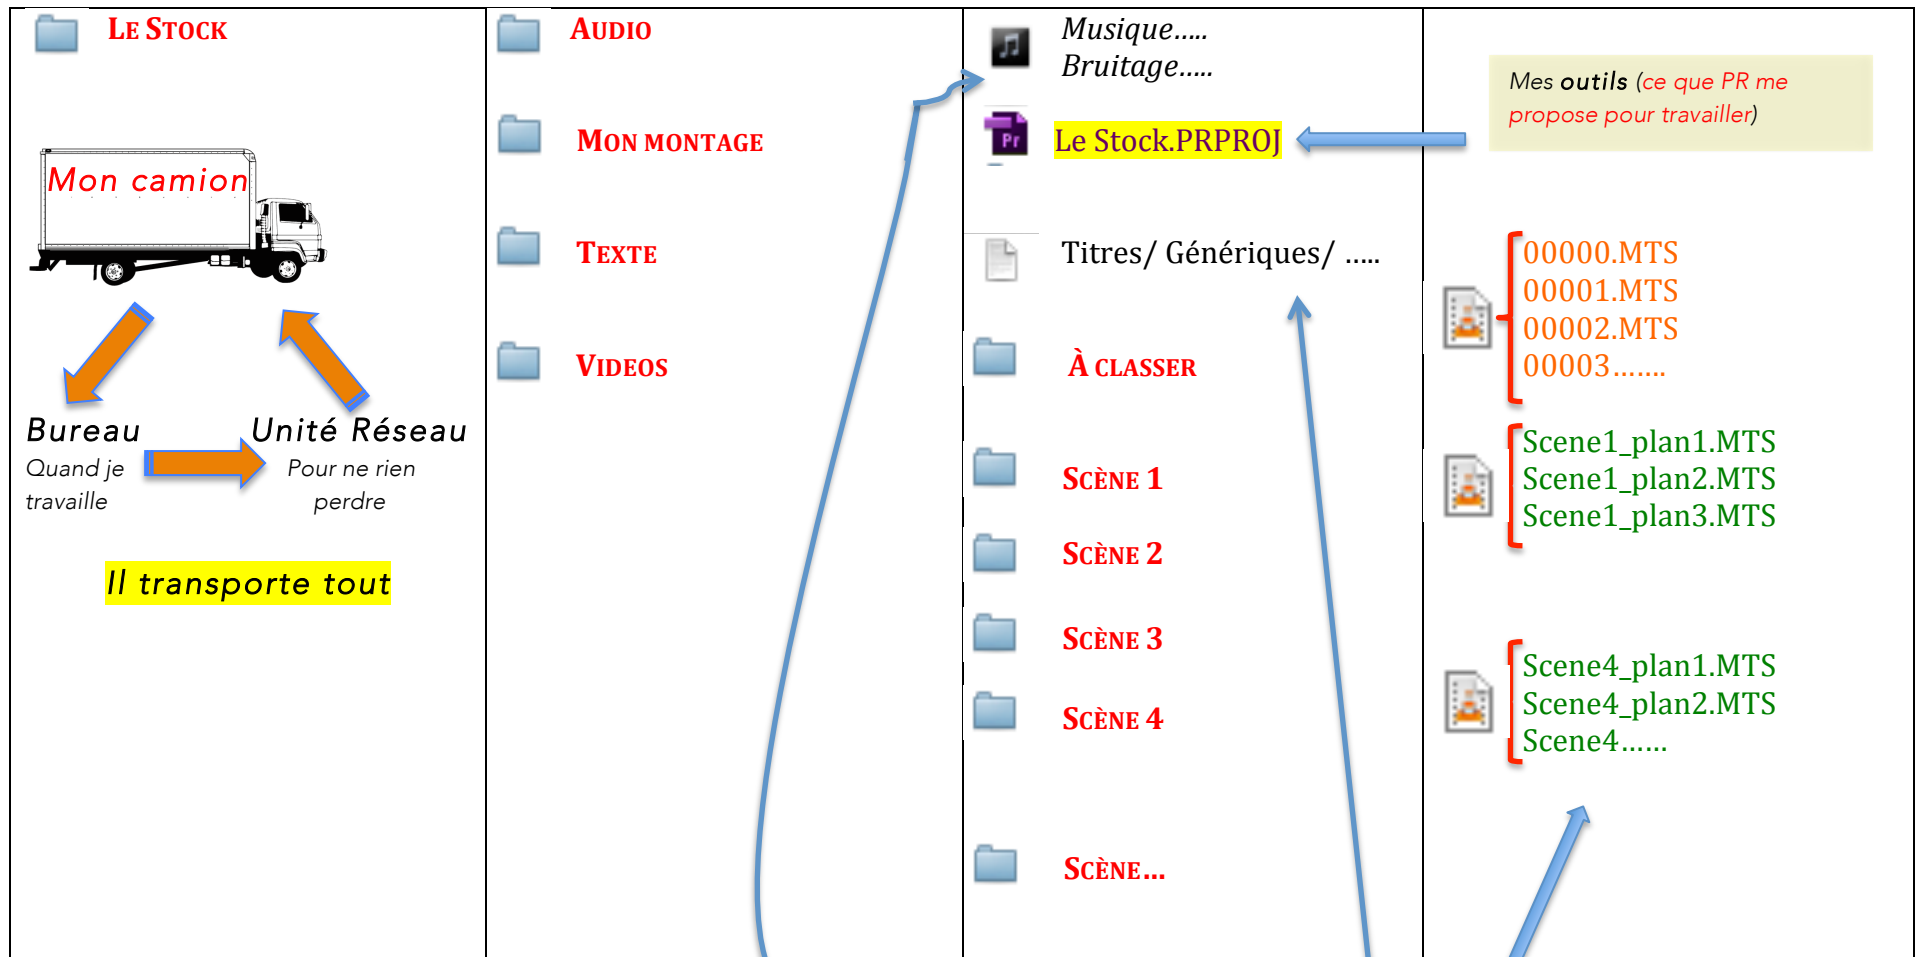 LE STOCK
Mon camion
Bureau
Quand je
travaille
Unité Réseau
Pour ne rien
perdre
Il transporte tout
AUDIO
MON MONTAGE
TEXTE
VIDEOS
Musique.....
Bruitage.....
Pr
Le Stock.PRPROJ
Titres/ Génériques/ .....
À CLASSER
SCÈNE 1
SCÈNE 2
SCÈNE 3
SCÈNE 4
SCÈNE...
Mes outils (ce que PR me
propose pour travailler)
00000.MTS
00001.MTS
00002.MTS
00003.......
Scene1_plan1.MTS
Scene1_plan2.MTS
Scene1_plan3.MTS
Scene4_plan1.MTS
Scene4_plan2.MTS
Scene4......